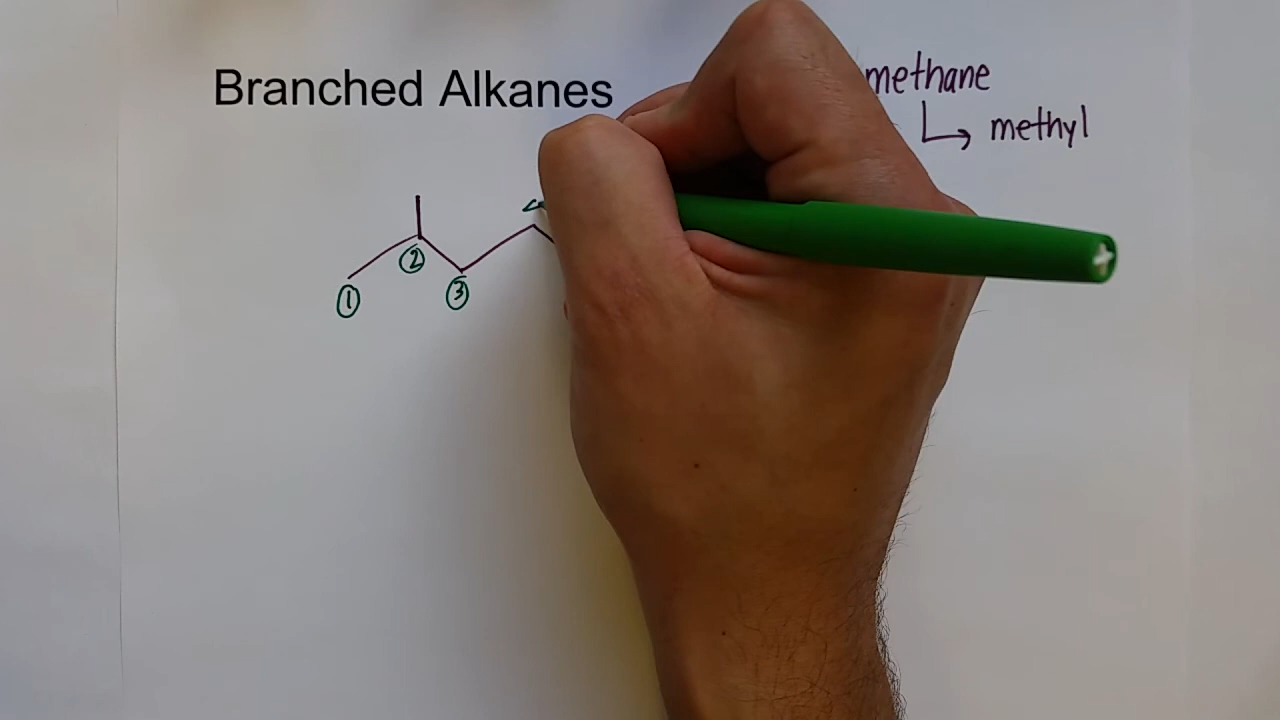 Branched Alkanes
methane
methyl
②
③
①